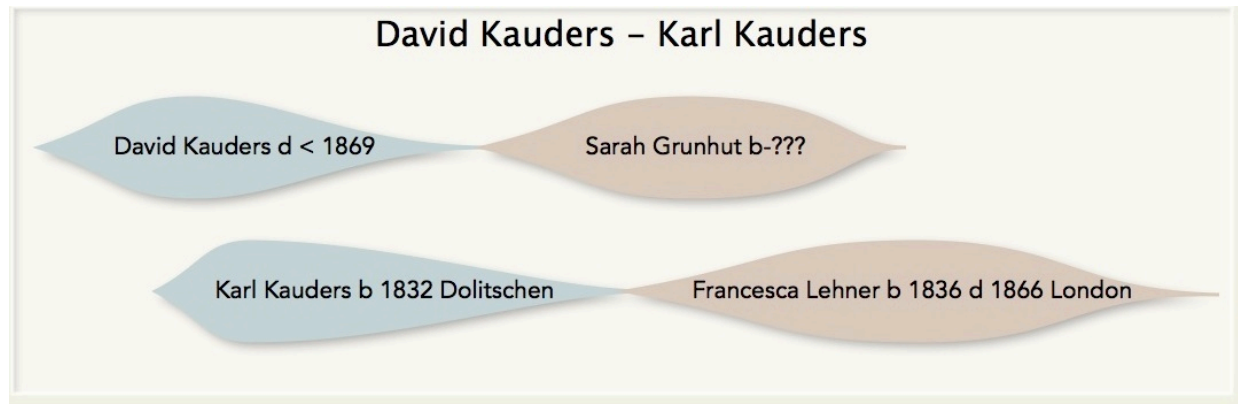 David Kauders – Karl Kauders
David Kauders d < 1869
Sarah Grunhut b-???
Karl Kauders b 1832 Dolitschen
Francesca Lehner b 1836 d 1866 London